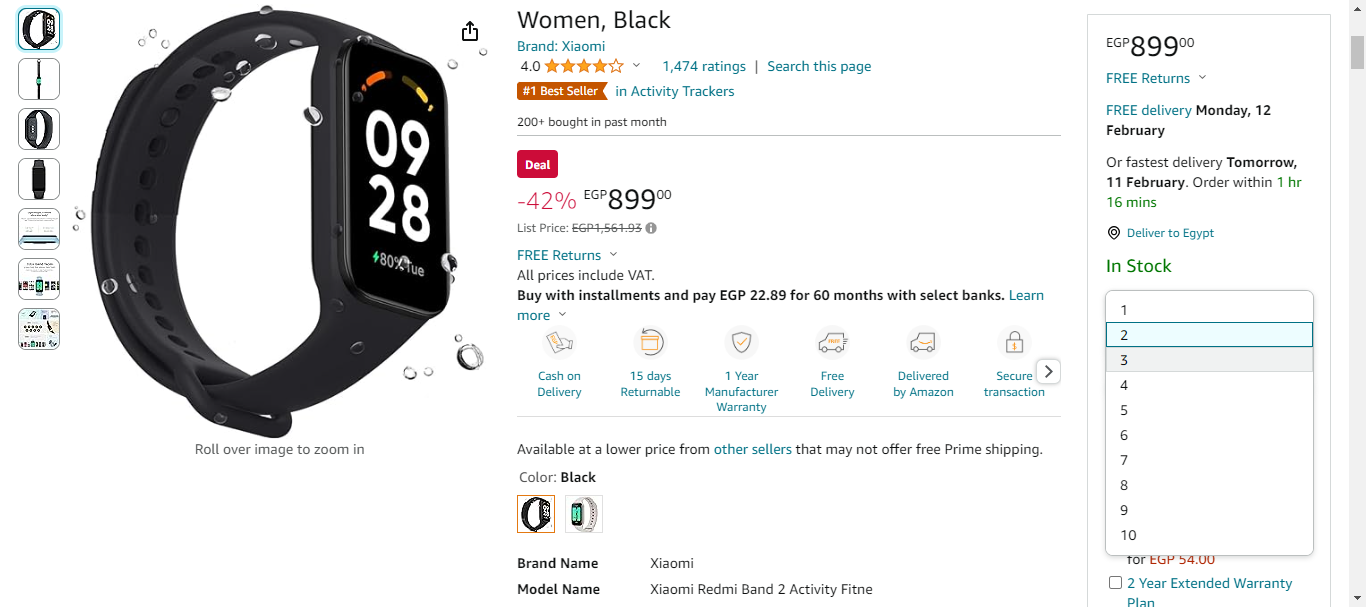 09
28
80% Tue
Roll over image to zoom in
Women, Black
Brand: Xiaomi
4.0
1,474 ratings | Search this page
#1 Best Seller in Activity Trackers
200+ bought in past month
Deal
-42% EGP89900
List Price: EGP1,561.93
FREE Returns
All prices include VAT.
Buy with installments and pay EGP 22.89 for 60 months with select banks. Learn
more
Cash on
Delivery
15 days
Returnable
1 Year
Manufacturer
Warranty
Free
Delivery
Delivered
by Amazon
Secure
transaction
Available at a lower price from other sellers that may not offer free Prime shipping.
Color: Black
Brand Name Xiaomi
Model Name Xiaomi Redmi Band 2 Activity Fitne
EGP89900
FREE Returns
FREE delivery Monday, 12
February
Or fastest delivery Tomorrow,
11 February. Order within 1 hr
16 mins
Deliver to Egypt
In Stock
1
2
3
4
5
6
7
8
9
10
for EGP 54.00
2 Year Extended Warranty
Plan